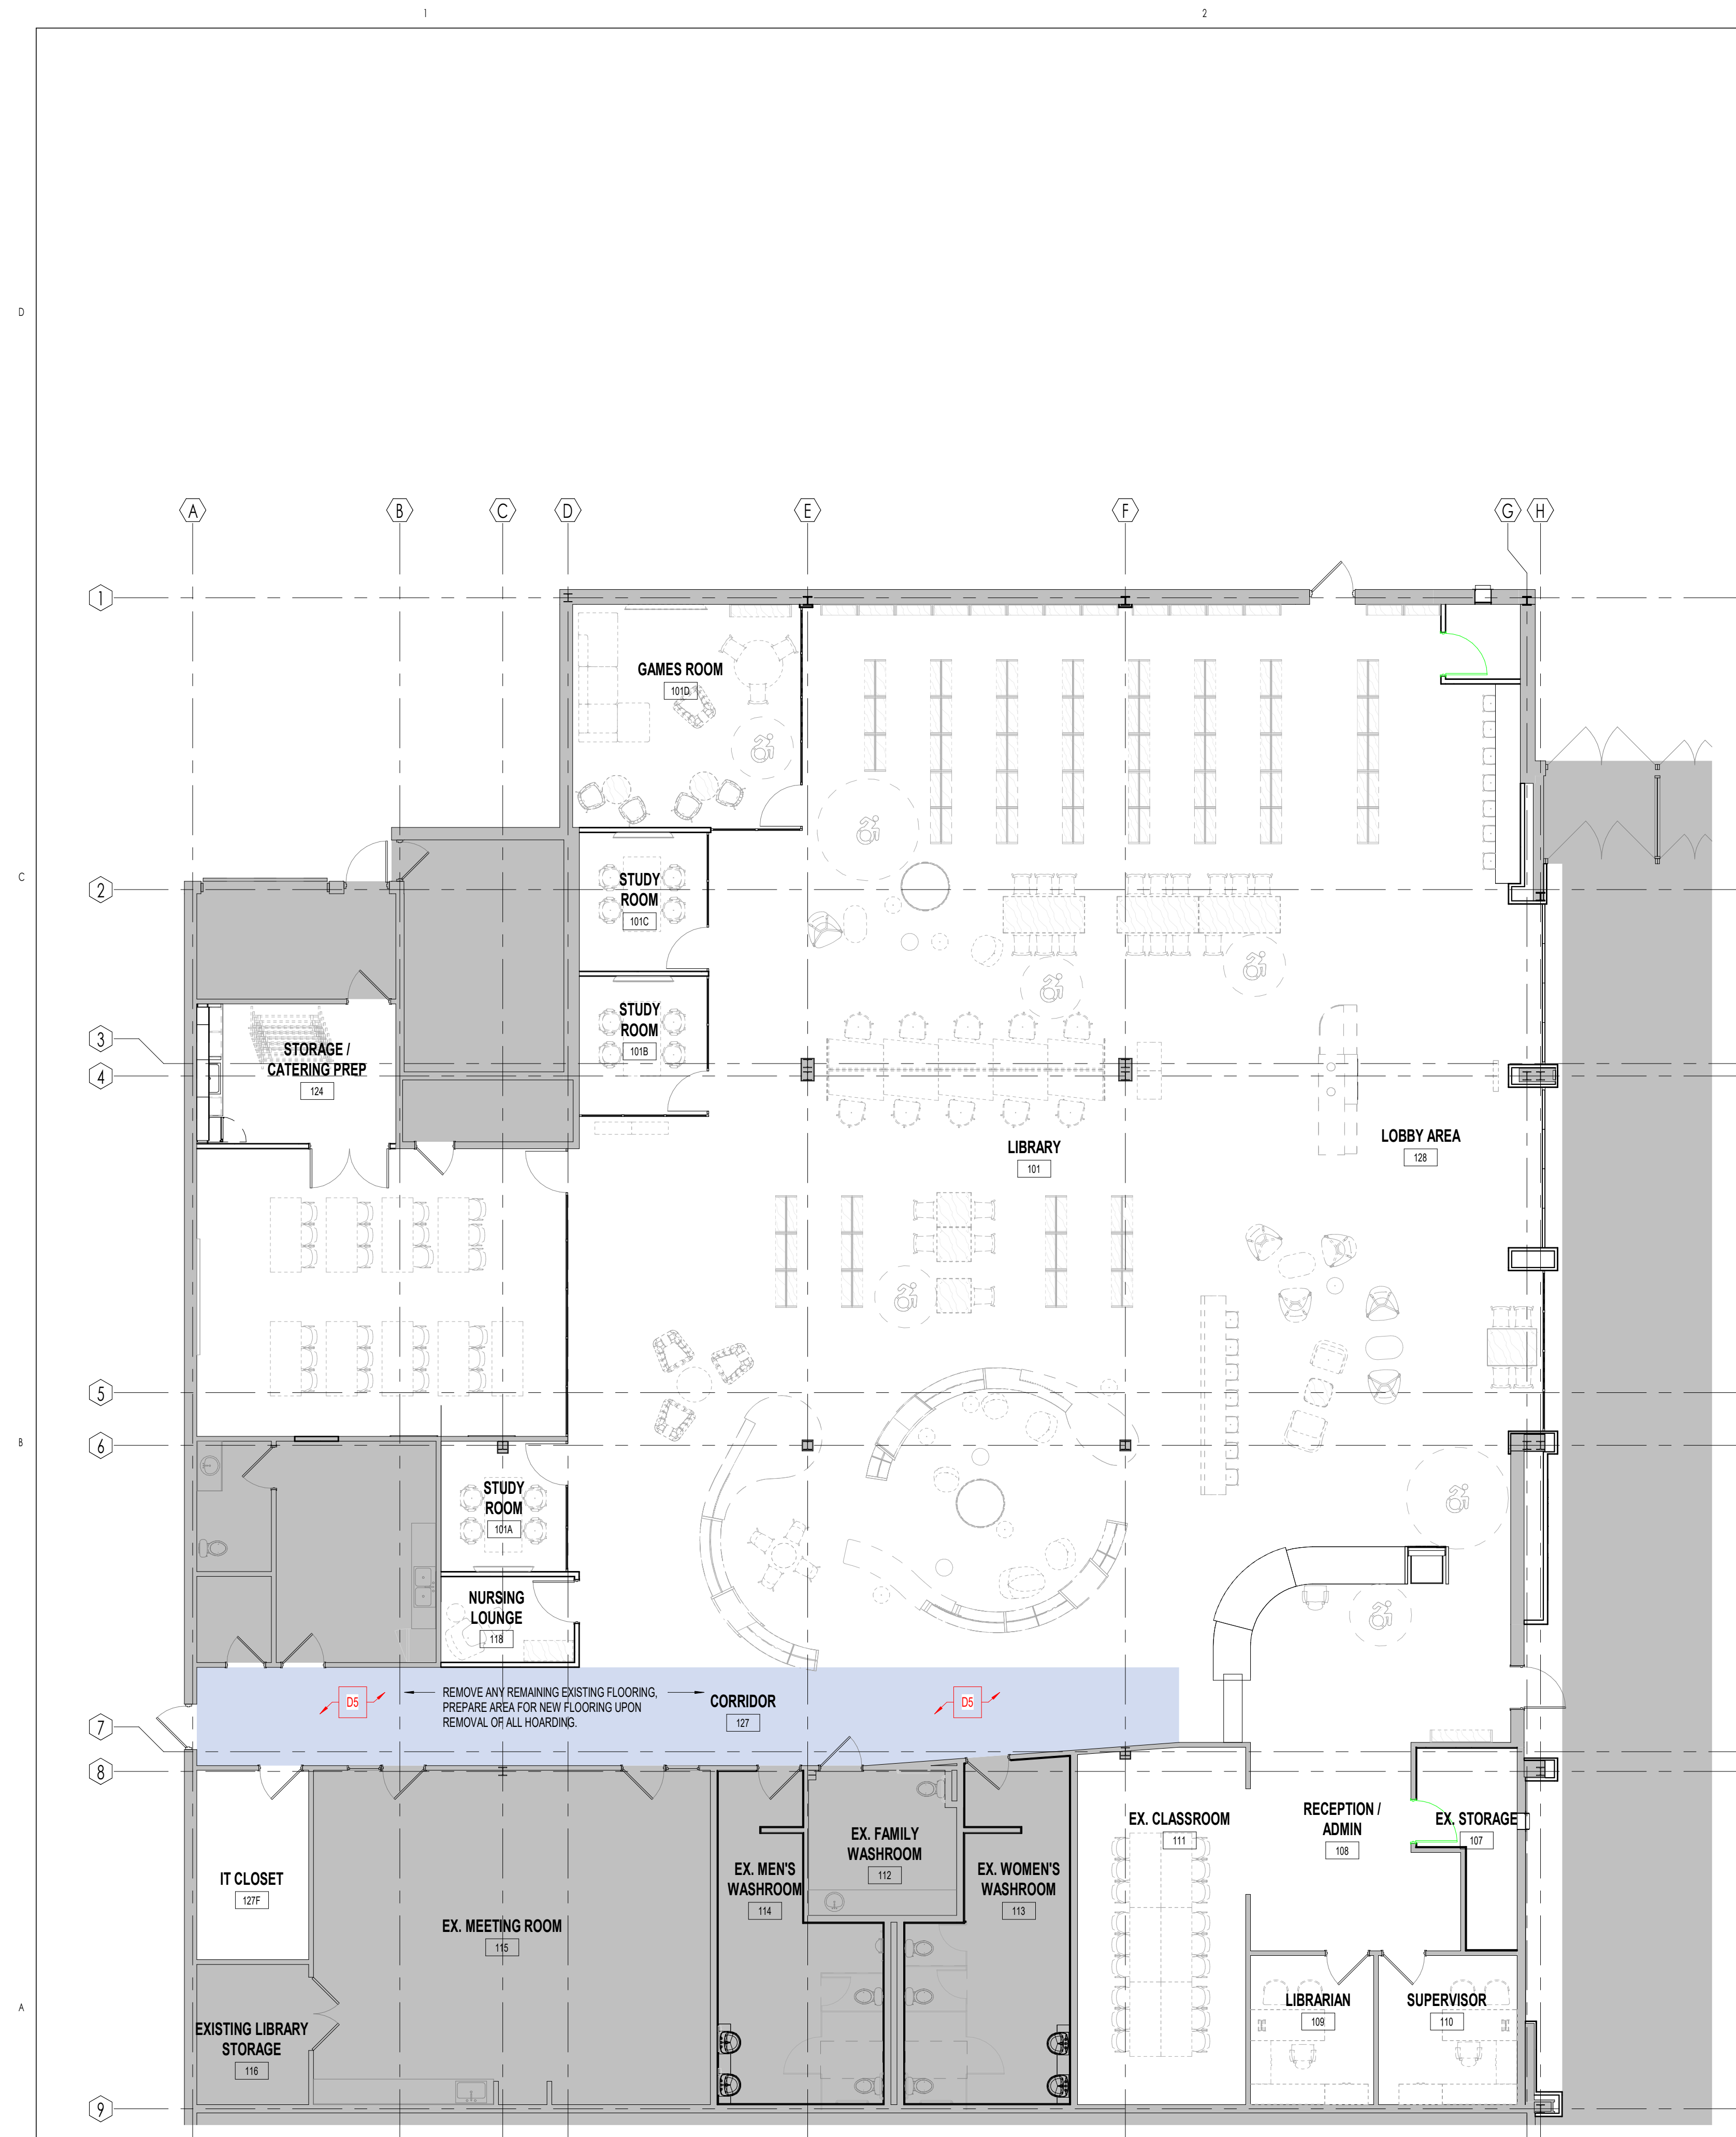 1
2
D
A
B
C
D
E
F
G
H
1
GAMES ROOM
101D
C
2
STUDY
ROOM
101C
STUDY
ROOM
101B
3
STORAGE /
CATERING PREP
124
4
LIBRARY
101
LOBBY AREA
128
5
B
6
STUDY
ROOM
101A
NURSING
LOUNGE
118
D5
REMOVE ANY REMAINING EXISTING FLOORING,
PREPARE AREA FOR NEW FLOORING UPON
REMOVAL OF ALL HOARDING.
CORRIDOR
127
D5
7
8
EX. CLASSROOM
111
RECEPTION /
ADMIN
108
EX. STORAGE
107
EX. FAMILY
WASHROOM
112
IT CLOSET
127F
EX. MEN'S
WASHROOM
114
EX. WOMEN'S
WASHROOM
113
EX. MEETING ROOM
115
A
EXISTING LIBRARY
STORAGE
116
LIBRARIAN
109
SUPERVISOR
110
9